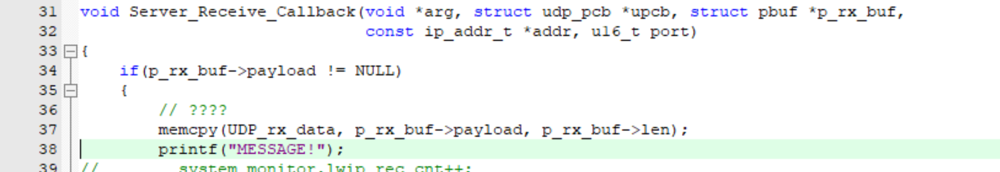 31 void Server_Receive_Callback(void *arg, struct udp_pcb *upcb, struct pbuf *p_rx_buf,
32 const ip_addr_t *addr, u16_t port)
33 {
34 if(p_rx_buf->payload != NULL)
35 {
36 // ????
37 memcpy(UDP_rx_data, p_rx_buf->payload, p_rx_buf->len);
38 printf("MESSAGE!");
39 // system_monitor.lwip_rec_cnt++;